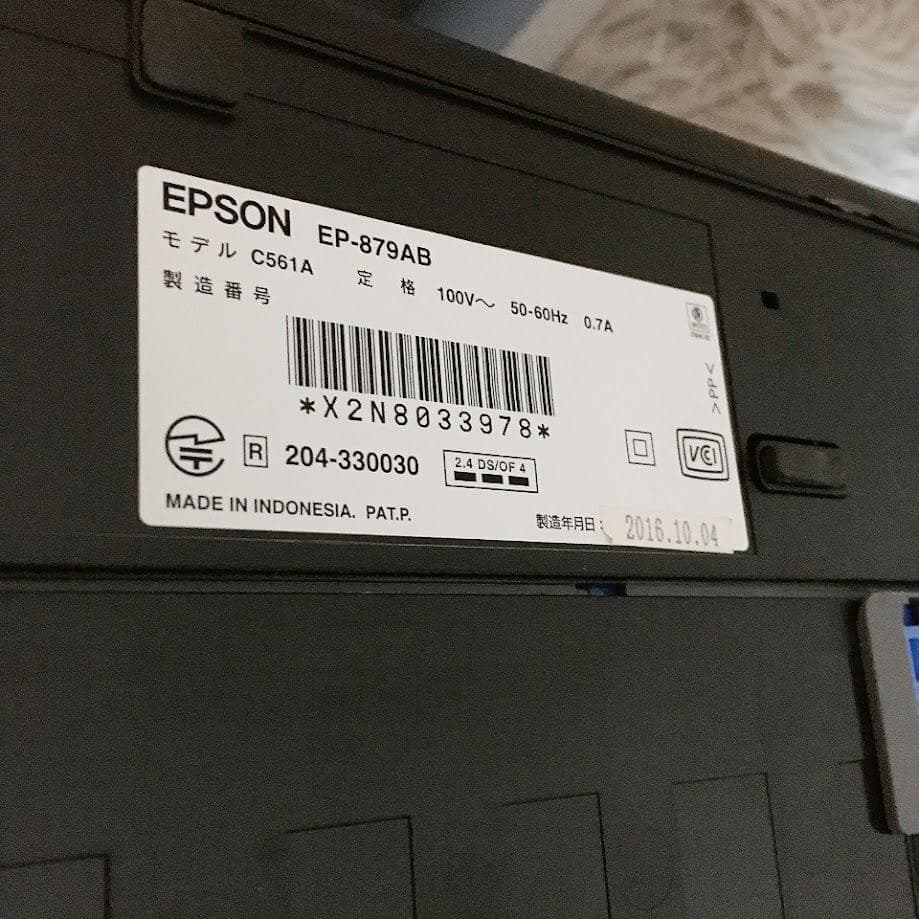 EPSON EP-879AB
モデル C561A 定格 100V～ 50-60Hz 0.7A
製造番号
*X2N8033978*
>PP<
R 204-330030 2.4 DS/OF 4
VCCI
MADE IN INDONESIA. PAT.P.
製造年月日: 2016.10.04